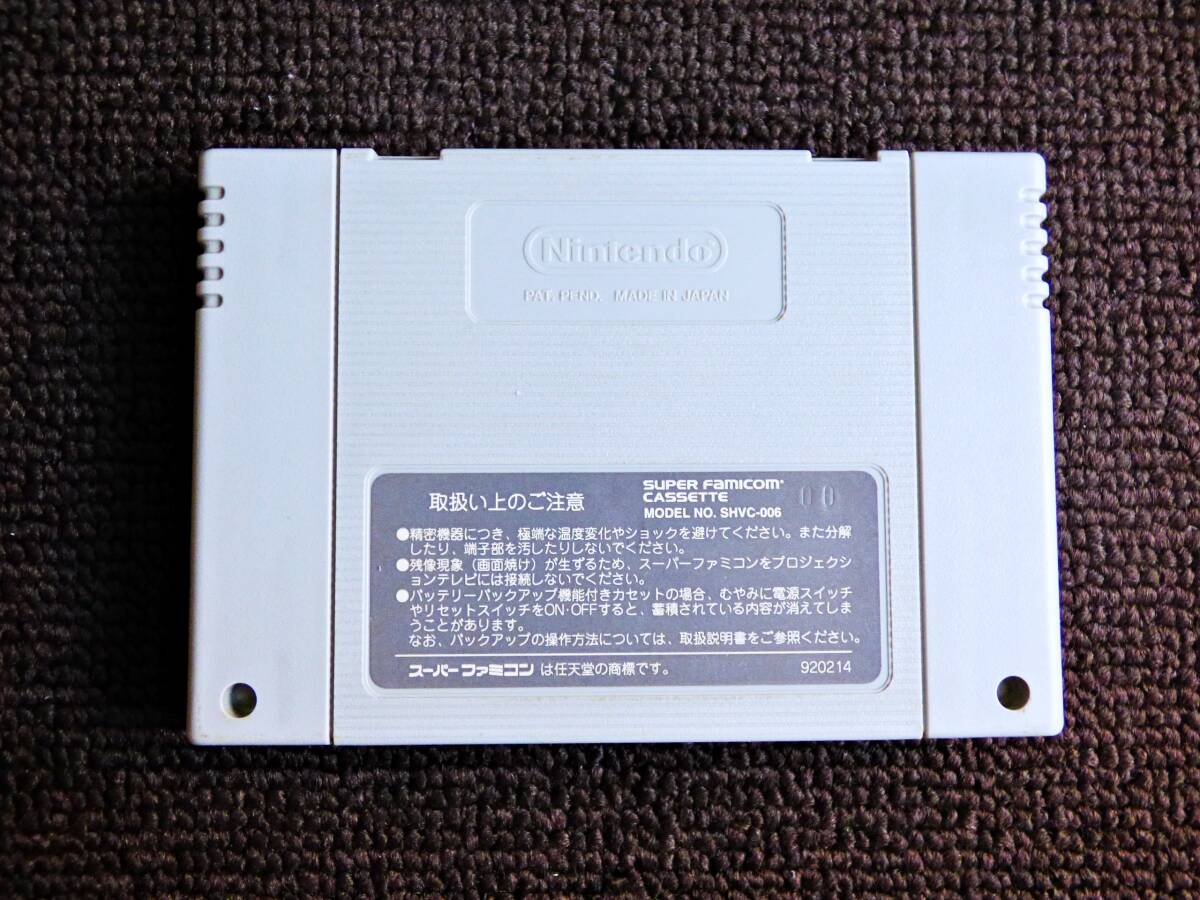 Nintendo®
PAT. PEND. MADE IN JAPAN
取扱い上のご注意
SUPER FAMICOM®
CASSETTE
MODEL NO. SHVC-006
00
●精密機器につき、極端な温度変化やショックを避けてください。また分解
したり、端子部を汚したりしないでください。
●残像現象（画面焼け）が生ずるため、スーパーファミコンをプロジェクシ
ョンテレビには接続しないでください。
●バッテリーバックアップ機能付きカセットの場合、むやみに電源スイッチ
やリセットスイッチをON·OFFすると、蓄積されている内容が消えてしま
うことがあります。
なお、バックアップの操作方法については、取扱説明書をご参照ください。
スーパーファミコン は任天堂の商標です。 920214